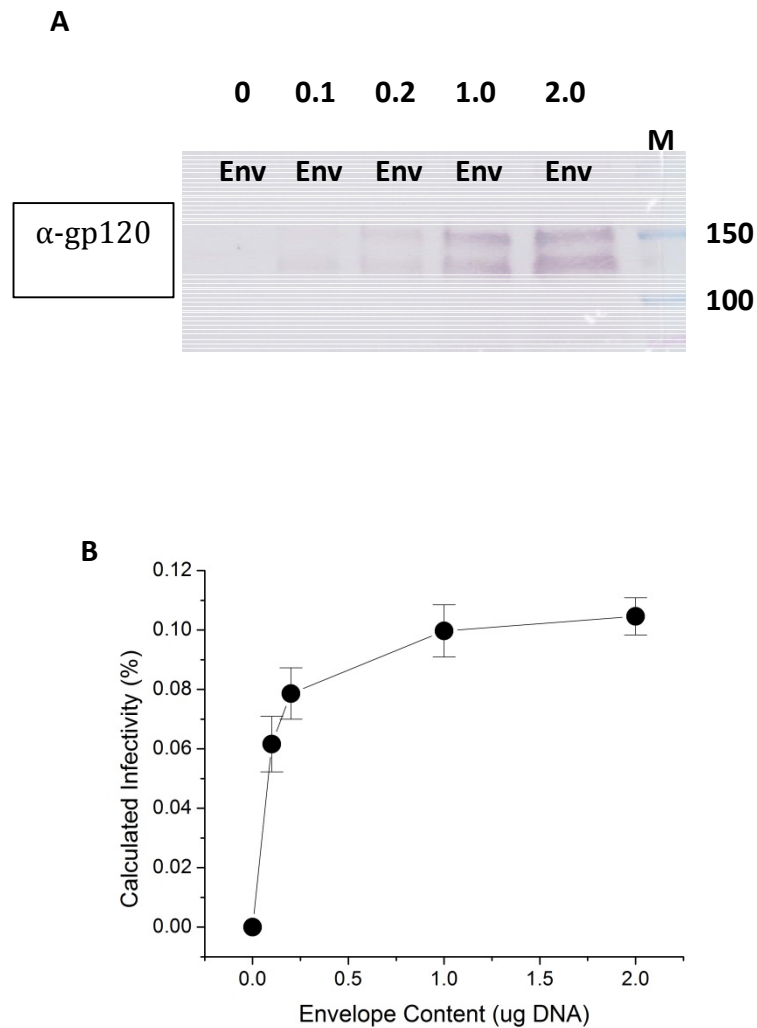 A
0 0.1 0.2 1.0 2.0
M
Env Env Env Env Env
α-gp120
150
100
B
0.12
0.10
0.08
0.06
0.04
0.02
0.00
Calculated Infectivity (%)
0.0 0.5 1.0 1.5 2.0
Envelope Content (ug DNA)